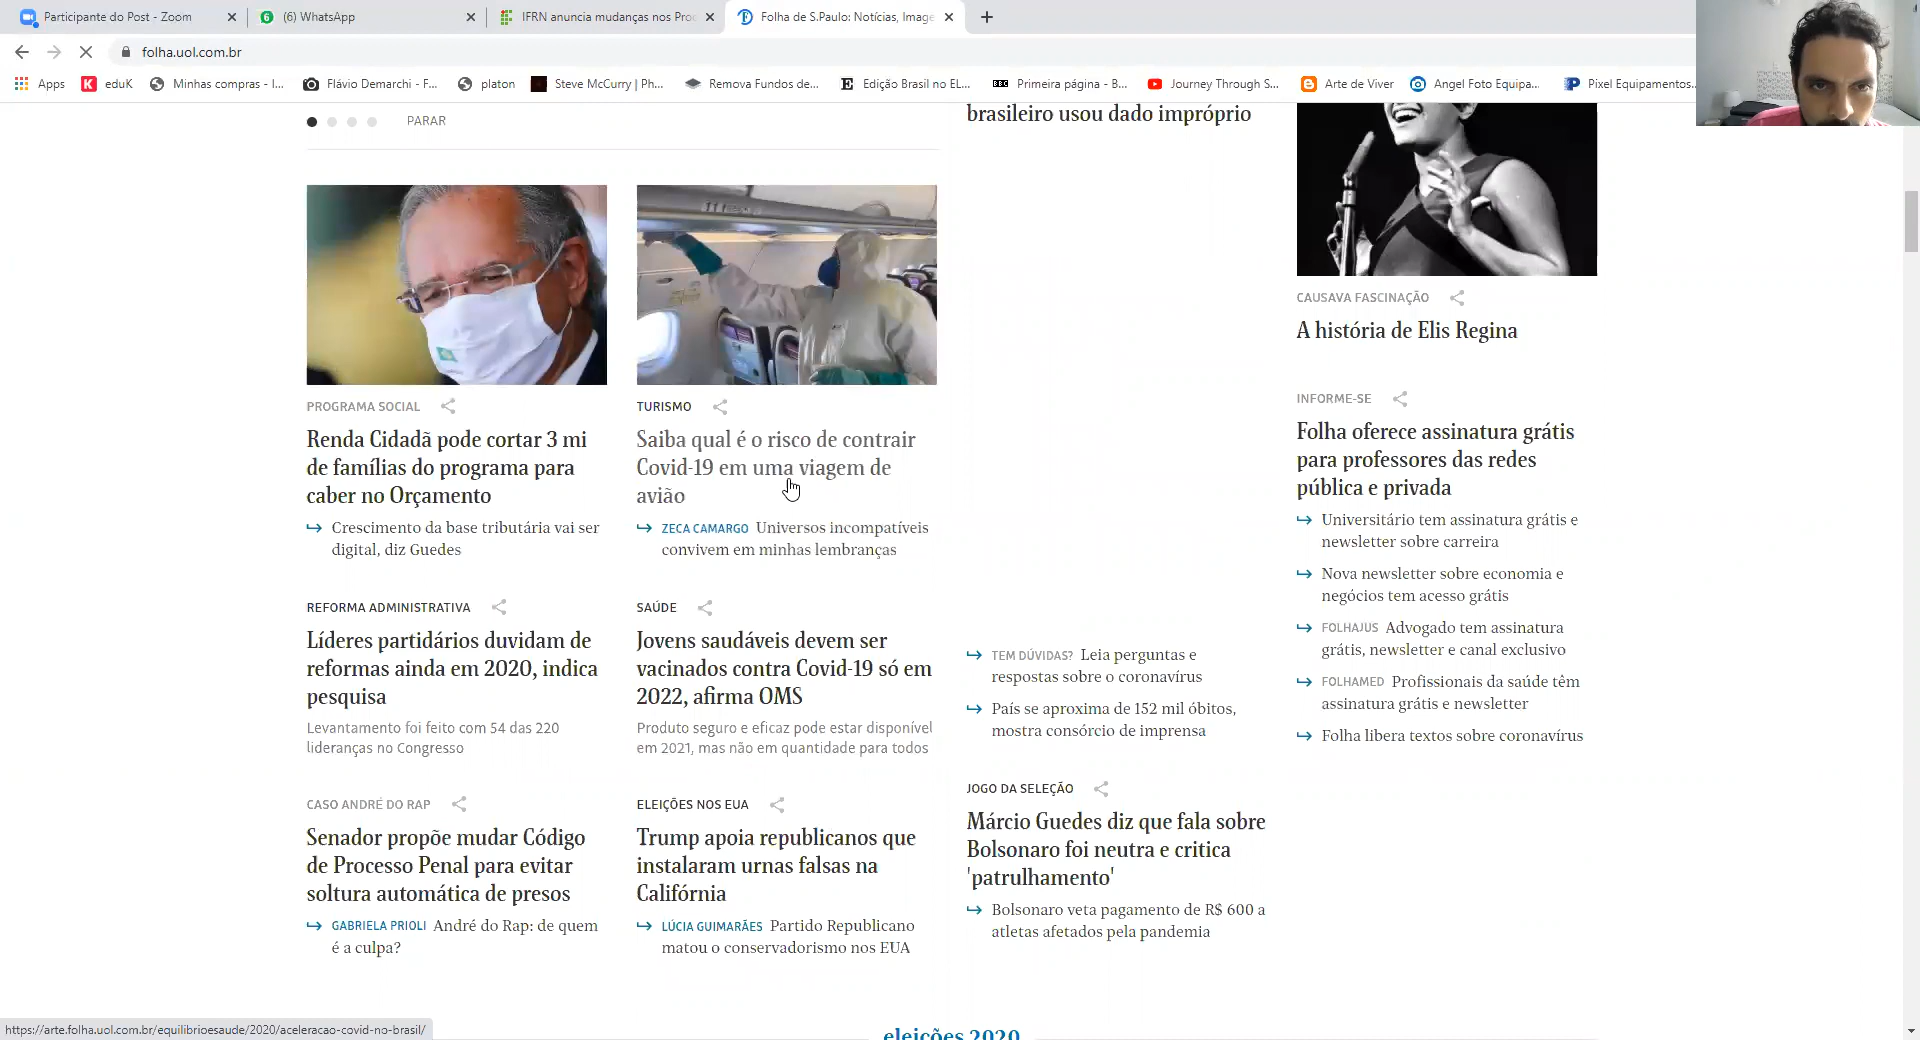 Participante do Post - Zoom
(6) WhatsApp
IFRN anuncia mudanças nos Pro
Folha de S.Paulo: Notícias, Image
folha.uol.com.br
Apps
eduK
Minhas compras - I...
Flávio Demarchi - F...
platon
Steve McCurry | Ph...
Remova Fundos de...
Edição Brasil no EL...
Primeira página - B...
Journey Through S...
Arte de Viver
Angel Foto Equipa...
Pixel Equipamentos...
PARAR
PROGRAMA SOCIAL
Renda Cidadã pode cortar 3 mi
de famílias do programa para
caber no Orçamento
Crescimento da base tributária vai ser
digital, diz Guedes
REFORMA ADMINISTRATIVA
Líderes partidários duvidam de
reformas ainda em 2020, indica
pesquisa
Levantamento foi feito com 54 das 220
lideranças no Congresso
CASO ANDRÉ DO RAP
Senador propõe mudar Código
de Processo Penal para evitar
soltura automática de presos
GABRIELA PRIOLI André do Rap: de quem
é a culpa?
TURISMO
Saiba qual é o risco de contrair
Covid-19 em uma viagem de
avião
ZECA CAMARGO Universos incompatíveis
convivem em minhas lembranças
SAÚDE
Jovens saudáveis devem ser
vacinados contra Covid-19 só em
2022, afirma OMS
Produto seguro e eficaz pode estar disponível
em 2021, mas não em quantidade para todos
ELEIÇÕES NOS EUA
Trump apoia republicanos que
instalaram urnas falsas na
Califórnia
LÚCIA GUIMARÃES Partido Republicano
matou o conservadorismo nos EUA
brasileiro usou dado impróprio
TEM DÚVIDAS? Leia perguntas e
respostas sobre o coronavírus
País se aproxima de 152 mil óbitos,
mostra consórcio de imprensa
JOGO DA SELEÇÃO
Márcio Guedes diz que fala sobre
Bolsonaro foi neutra e critica
'patrulhamento'
Bolsonaro veta pagamento de R$ 600 a
atletas afetados pela pandemia
CAUSAVA FASCINAÇÃO
A história de Elis Regina
INFORME-SE
Folha oferece assinatura grátis
para professores das redes
pública e privada
Universitário tem assinatura grátis e
newsletter sobre carreira
Nova newsletter sobre economia e
negócios tem acesso grátis
FOLHAJUS Advogado tem assinatura
grátis, newsletter e canal exclusivo
FOLHAMED Profissionais da saúde têm
assinatura grátis e newsletter
Folha libera textos sobre coronavírus
https://arte.folha.uol.com.br/equilibrioesaude/2020/aceleracao-covid-no-brasil/
eleições 2020